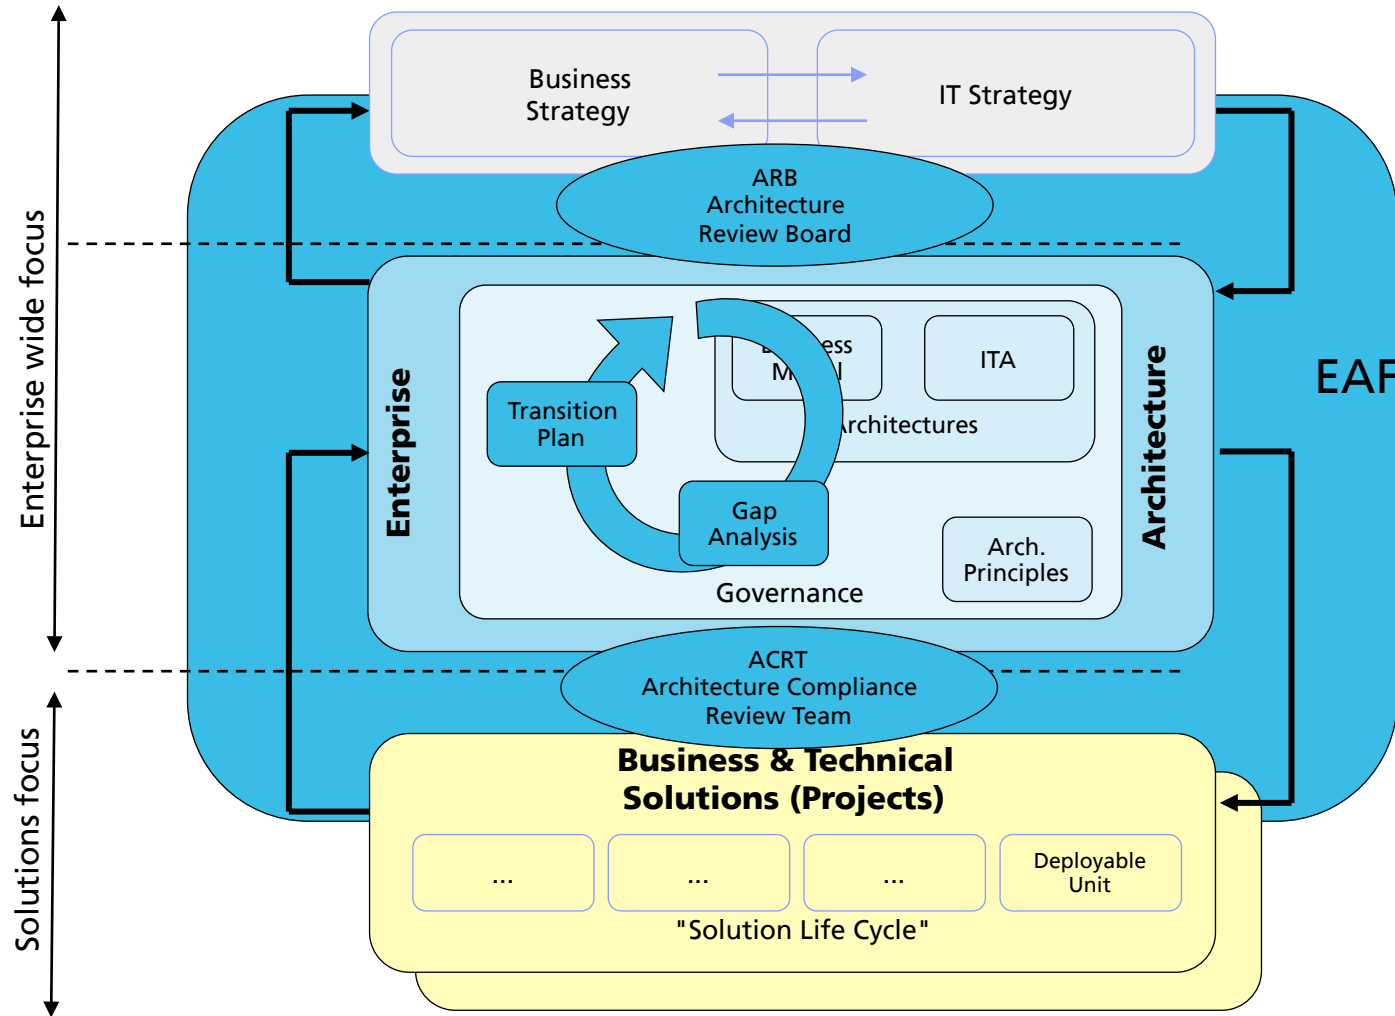 Business
Strategy
IT Strategy
ARB
Architecture
Review Board
Enterprise wide focus
Enterprise
Architecture
EAF
ITA
Architectures
Transition
Plan
Gap
Analysis
Arch.
Principles
Governance
ACRT
Architecture Compliance
Review Team
Solutions focus
Business & Technical
Solutions (Projects)
...
...
...
Deployable
Unit
"Solution Life Cycle"